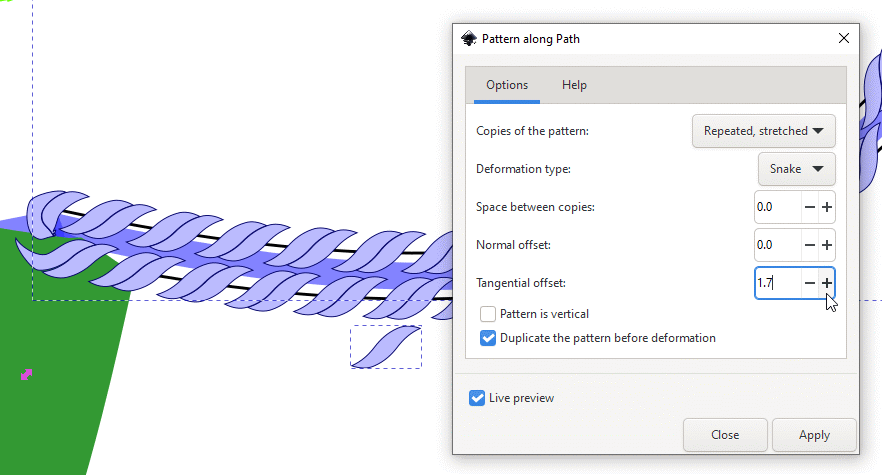 Pattern along Path
Options Help
Copies of the pattern: Repeated, stretched
Deformation type: Snake
Space between copies: 0.0
Normal offset: 0.0
Tangential offset: 1.7
Pattern is vertical
Duplicate the pattern before deformation
Live preview
Close Apply